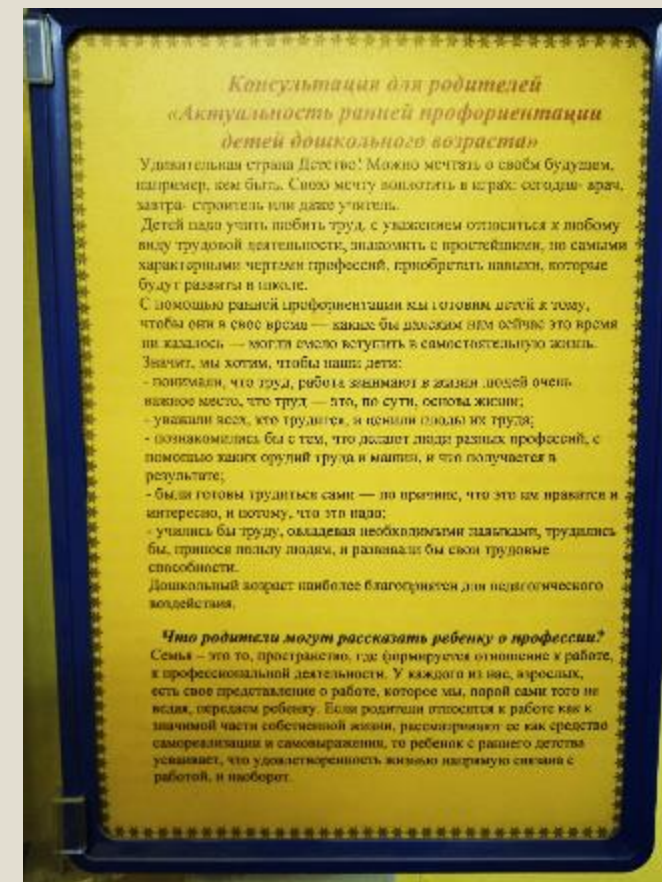 Консультация для родителей
«Актуальность ранней профориентации
детей дошкольного возраста»
Удивительная страна Детство! Можно мечтать о своём будущем,
например, кем быть. Свою мечту воплотить в играх: сегодня- врач,
завтра- строитель или даже учитель.
Детей надо учить любить труд, с уважением относиться к любому
виду трудовой деятельности, знакомить с простейшими, но самыми
характерными чертами профессий, приобретать навыки, которые
будут развиты в школе.
С помощью ранней профориентации мы готовим детей к тому,
чтобы они в свое время — каким бы далеким нам сейчас это время
ни казалось — могли смело вступить в самостоятельную жизнь.
Значит, мы хотим, чтобы наши дети:
- понимали, что труд, работа занимают в жизни людей очень
важное место, что труд — это, по сути, основа жизни;
- уважали всех, кто трудится, и ценили плоды их труда;
- познакомились бы с тем, что делают люди разных профессий, с
помощью каких орудий труда и машин, и что получается в
результате;
- были готовы трудиться сами — по причине, что это им нравится и
интересно, и потому, что это надо;
- учились бы труду, овладевая необходимыми навыками, трудились
бы, принося пользу людям, и развивали бы свои трудовые
способности.
Дошкольный возраст наиболее благоприятен для педагогического
воздействия.
Что родители могут рассказать ребенку о профессии?
Семья – это то, пространство, где формируется отношение к работе,
к профессиональной деятельности. У каждого из нас, взрослых,
есть свое представление о работе, которое мы, порой сами того не
ведая, передаем ребенку. Если родители относятся к работе как к
значимой части собственной жизни, рассматривают ее как средство
самореализации и самовыражения, то ребенок с раннего детства
усваивает, что удовлетворенность жизнью напрямую связана с
работой, и наоборот.